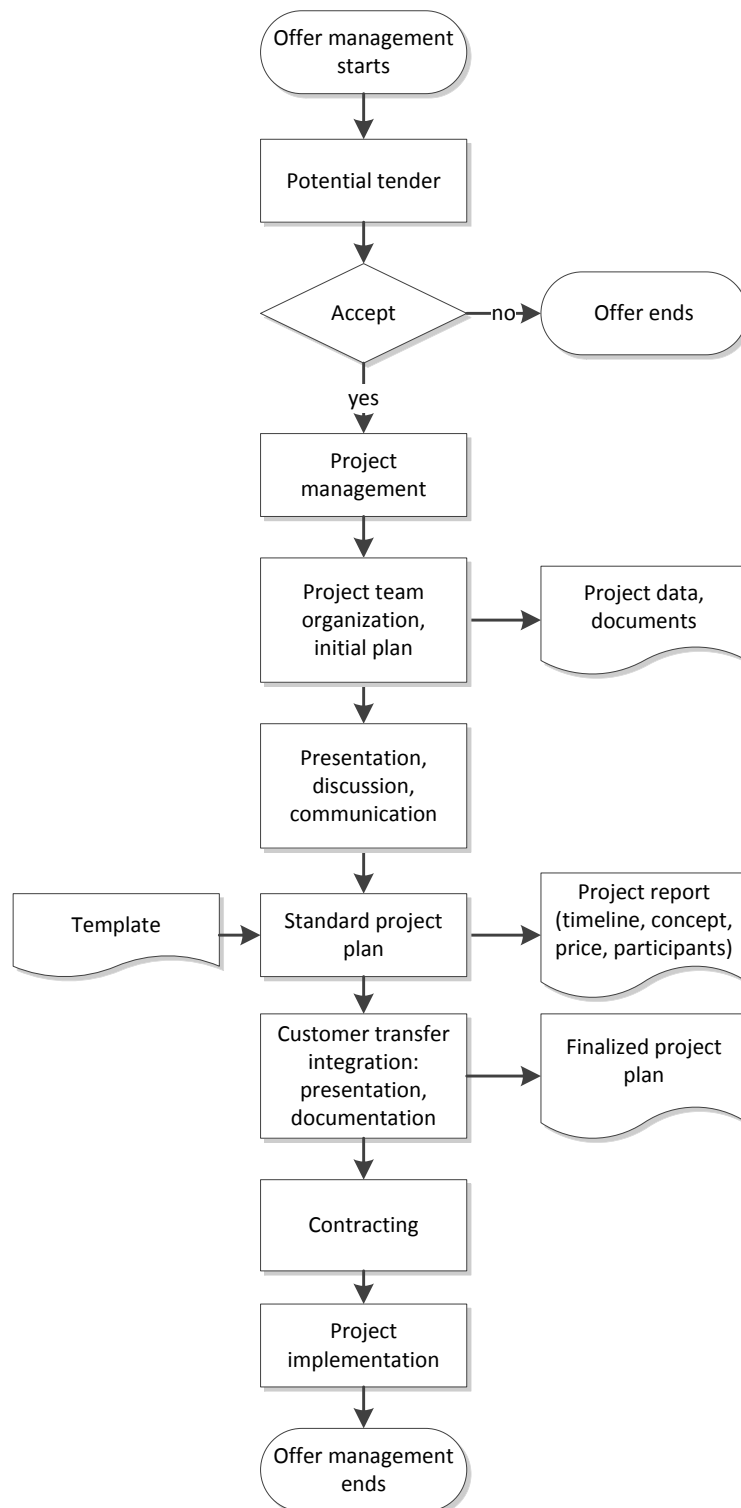 Offer management
starts
Potential tender
Accept
no
Offer ends
yes
Project
management
Project team
organization,
initial plan
Project data,
documents
Presentation,
discussion,
communication
Template
Standard project
plan
Project report
(timeline, concept,
price, participants)
Customer transfer
integration:
presentation,
documentation
Finalized project
plan
Contracting
Project
implementation
Offer management
ends